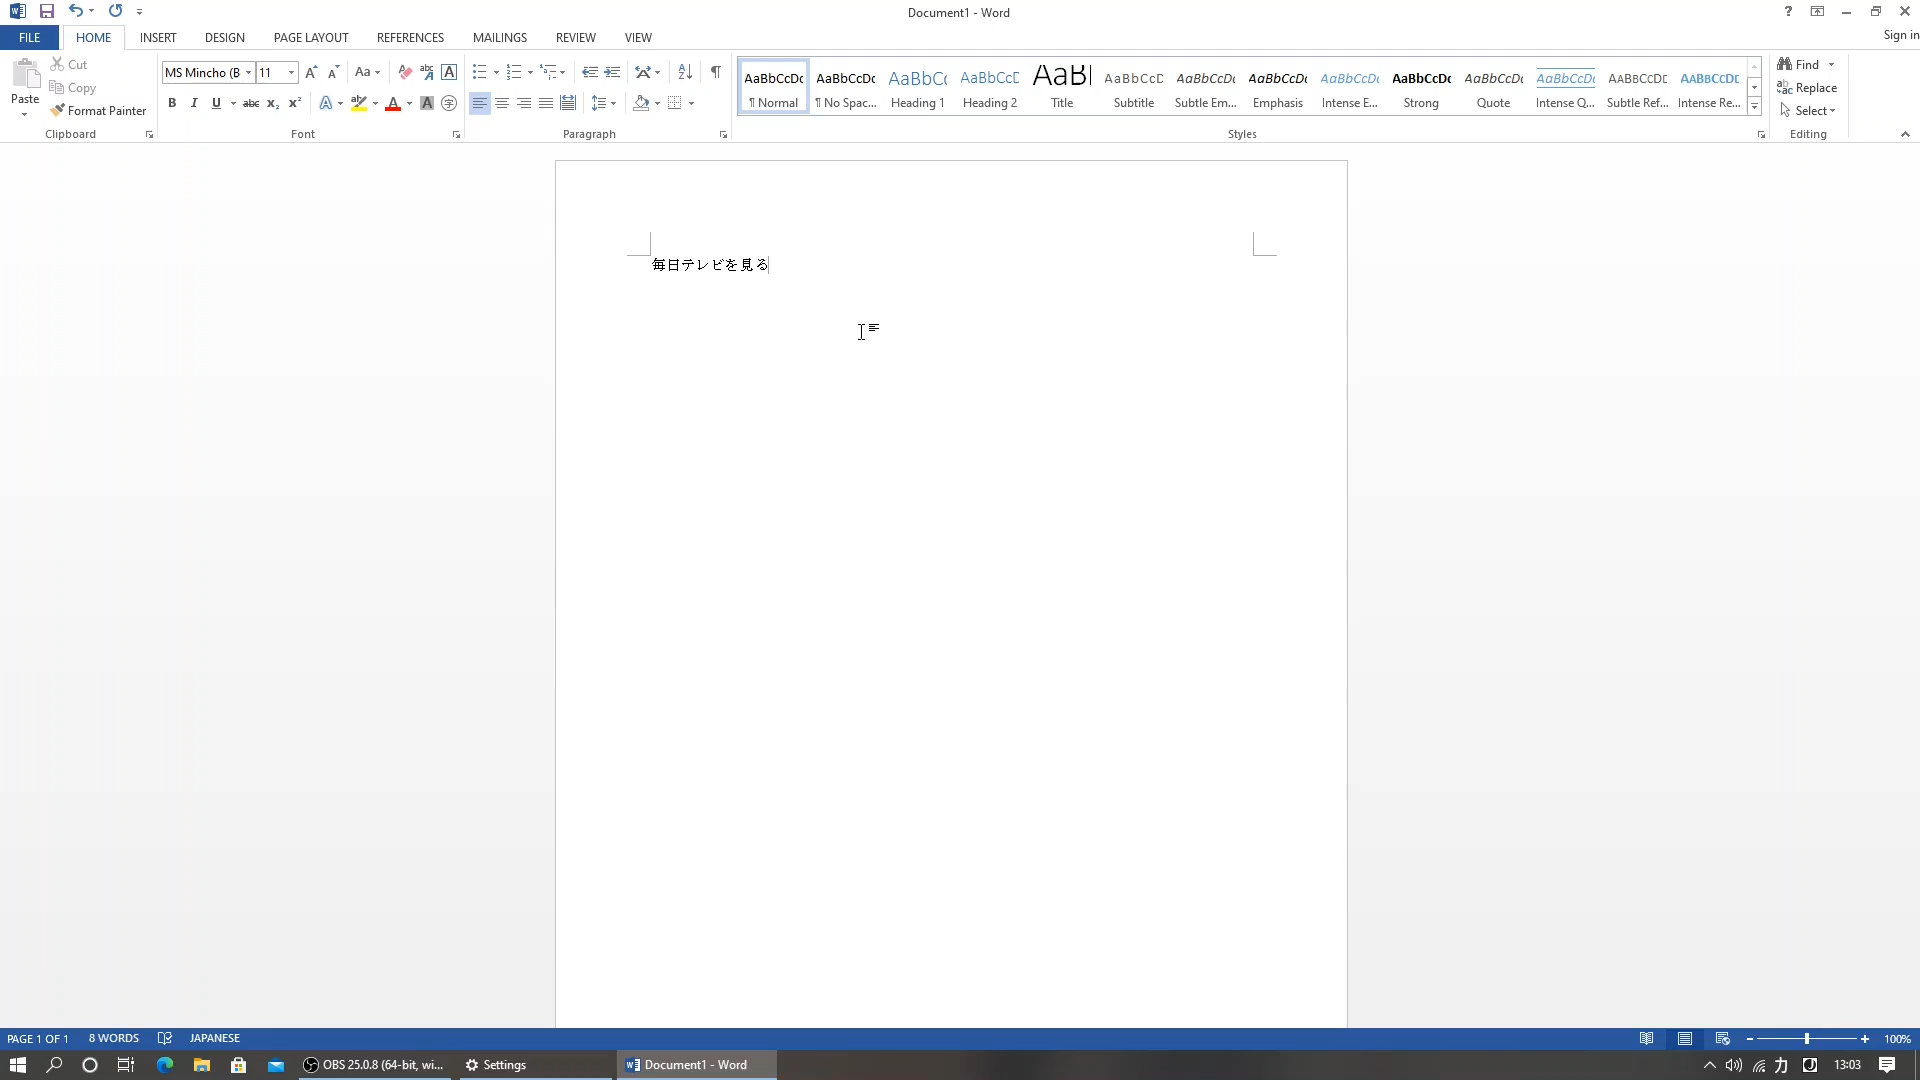 Document1 - Word
Sign in
FILE HOME INSERT DESIGN PAGE LAYOUT REFERENCES MAILINGS REVIEW VIEW
Paste
Cut
Copy
Format Painter
Clipboard
MS Mincho (B 11
Font
Paragraph
AaBbCcDc AaBbCcDc AaBbC( AaBbCcD AaB AaBbCcD AaBbCcDc AaBbCcDc AaBbCcDc AaBbCcDc AaBbCcDc AaBbCcDc AABBCCDC AABBCCDC
¶ Normal ¶ No Spac... Heading 1 Heading 2 Title Subtitle Subtle Em... Emphasis Intense E... Strong Quote Intense Q... Subtle Ref... Intense Re...
Styles
Find
Replace
Select
Editing
毎日テレビを見る
PAGE 1 OF 1 8 WORDS JAPANESE
100%
OBS 25.0.8 (64-bit, wi... Settings Document1 - Word
力 J 13:03